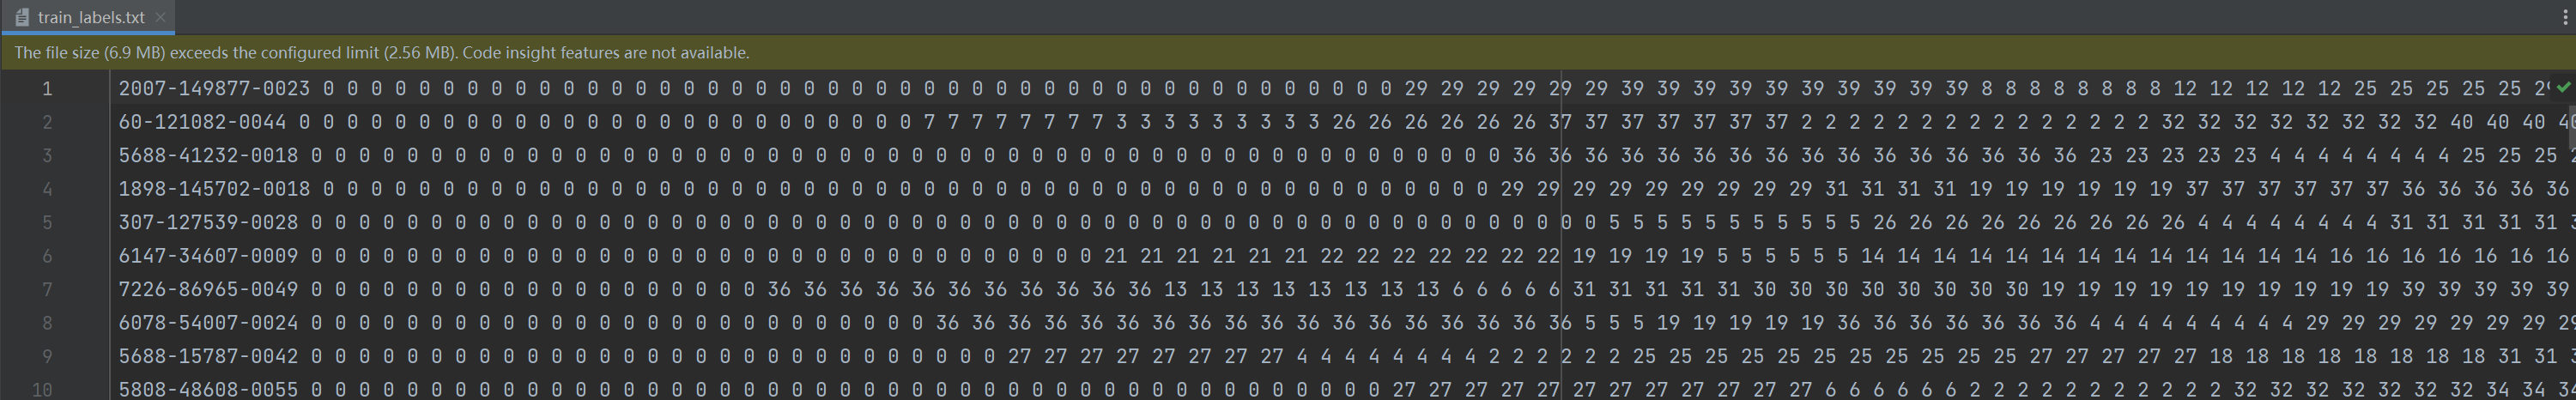 train_labels.txt
The file size (6.9 MB) exceeds the configured limit (2.56 MB). Code insight features are not available.
1 2007-149877-0023 0 0 0 0 0 0 0 0 0 0 0 0 0 0 0 0 0 0 0 0 0 0 0 0 0 0 0 0 0 0 0 0 0 0 0 0 0 0 0 0 0 0 0 0 0 29 29 29 29 29 29 39 39 39 39 39 39 39 39 39 39 8 8 8 8 8 8 8 8 12 12 12 12 12 25 25 25 25 25
2 60-121082-0044 0 0 0 0 0 0 0 0 0 0 0 0 0 0 0 0 0 0 0 0 0 0 0 0 0 0 7 7 7 7 7 7 7 7 3 3 3 3 3 3 3 3 3 26 26 26 26 26 26 37 37 37 37 37 37 37 2 2 2 2 2 2 2 2 2 2 2 2 2 2 2 32 32 32 32 32 32 32 32 40 40 40
3 5688-41232-0018 0 0 0 0 0 0 0 0 0 0 0 0 0 0 0 0 0 0 0 0 0 0 0 0 0 0 0 0 0 0 0 0 0 0 0 0 0 0 0 0 0 0 0 0 0 0 0 0 0 0 36 36 36 36 36 36 36 36 36 36 36 36 36 36 36 36 23 23 23 23 23 4 4 4 4 4 4 4 4 25 25 25
4 1898-145702-0018 0 0 0 0 0 0 0 0 0 0 0 0 0 0 0 0 0 0 0 0 0 0 0 0 0 0 0 0 0 0 0 0 0 0 0 0 0 0 0 0 0 0 0 0 0 0 0 0 0 29 29 29 29 29 29 29 29 29 31 31 31 31 19 19 19 19 19 19 37 37 37 37 37 37 36 36 36 36 36
5 307-127539-0028 0 0 0 0 0 0 0 0 0 0 0 0 0 0 0 0 0 0 0 0 0 0 0 0 0 0 0 0 0 0 0 0 0 0 0 0 0 0 0 0 0 0 0 0 0 0 0 0 0 0 0 0 0 0 5 5 5 5 5 5 5 5 5 5 5 26 26 26 26 26 26 26 26 26 4 4 4 4 4 4 4 4 31 31 31 31 31
6 6147-34607-0009 0 0 0 0 0 0 0 0 0 0 0 0 0 0 0 0 0 0 0 0 0 0 0 0 0 0 0 0 0 0 0 0 0 21 21 21 21 21 21 22 22 22 22 22 22 22 19 19 19 19 5 5 5 5 5 5 14 14 14 14 14 14 14 14 14 14 14 14 14 16 16 16 16 16 16 16
7 7226-86965-0049 0 0 0 0 0 0 0 0 0 0 0 0 0 0 0 0 0 0 0 36 36 36 36 36 36 36 36 36 36 36 13 13 13 13 13 13 13 13 6 6 6 6 6 31 31 31 31 31 30 30 30 30 30 30 30 30 19 19 19 19 19 19 19 19 19 19 39 39 39 39 39
8 6078-54007-0024 0 0 0 0 0 0 0 0 0 0 0 0 0 0 0 0 0 0 0 0 0 0 0 0 0 0 36 36 36 36 36 36 36 36 36 36 36 36 36 36 36 36 36 36 5 5 5 19 19 19 19 19 36 36 36 36 36 36 36 4 4 4 4 4 4 4 4 4 29 29 29 29 29 29 29
9 5688-15787-0042 0 0 0 0 0 0 0 0 0 0 0 0 0 0 0 0 0 0 0 0 0 0 0 0 0 0 0 0 0 27 27 27 27 27 27 27 27 4 4 4 4 4 4 4 4 2 2 2 2 2 2 25 25 25 25 25 25 25 25 25 25 25 27 27 27 27 27 18 18 18 18 18 18 18 18 31 31
10 5808-48608-0055 0 0 0 0 0 0 0 0 0 0 0 0 0 0 0 0 0 0 0 0 0 0 0 0 0 0 0 0 0 0 0 0 0 0 0 0 0 0 0 0 0 0 0 0 0 27 27 27 27 27 27 27 27 27 27 27 27 6 6 6 6 6 6 2 2 2 2 2 2 2 2 2 2 2 32 32 32 32 32 32 32 34 34